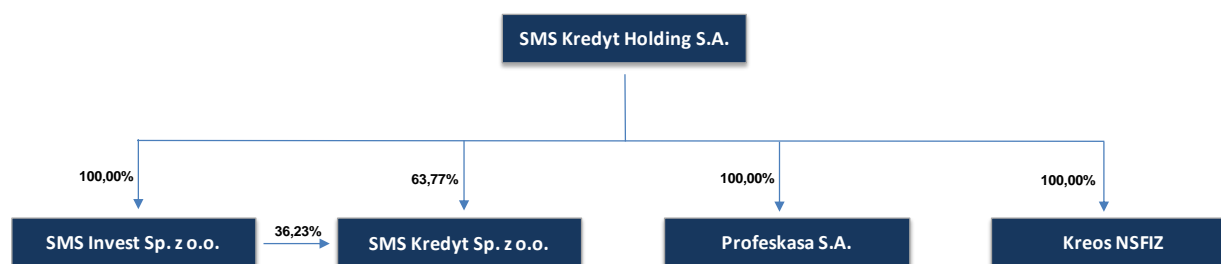 SMS Kredyt Holding S.A.
100,00%
63,77%
100,00%
100,00%
SMS Invest Sp. z o.o.
36,23%
SMS Kredyt Sp. z o.o.
Profeskasa S.A.
Kreos NSFIZ